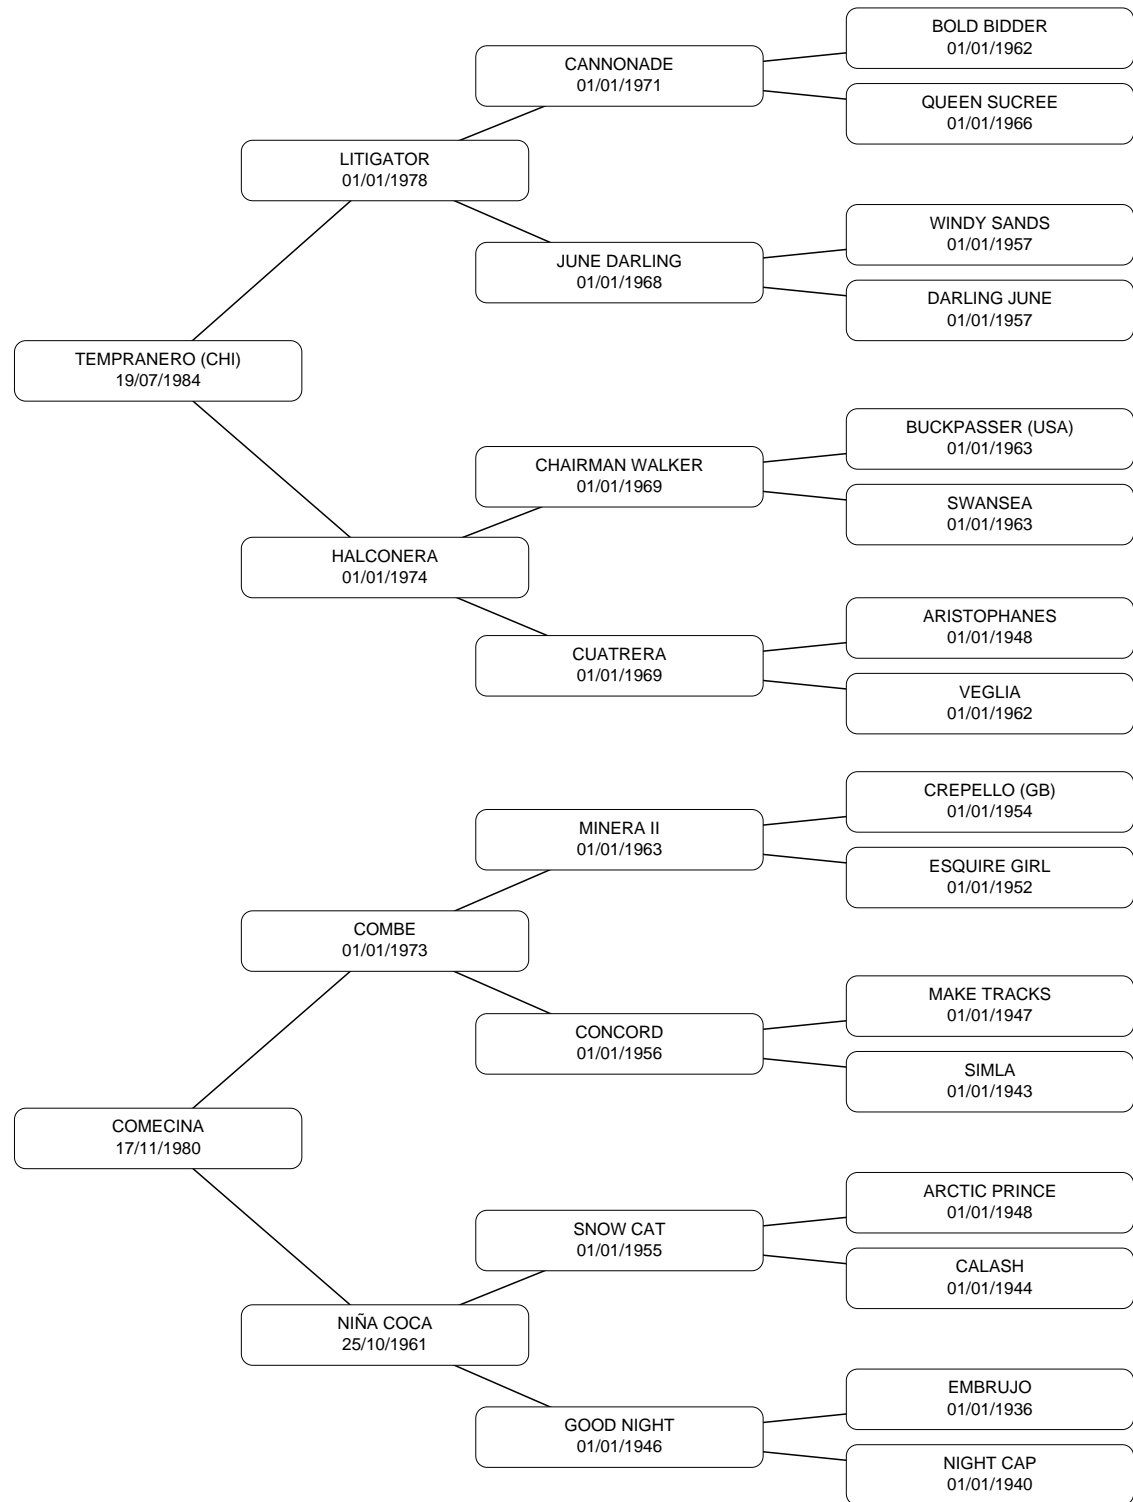 BOLD BIDDER
01/01/1962
CANNONADE
01/01/1971
QUEEN SUCREE
01/01/1966
LITIGATOR
01/01/1978
WINDY SANDS
01/01/1957
JUNE DARLING
01/01/1968
DARLING JUNE
01/01/1957
TEMPRANERO (CHI)
19/07/1984
BUCKPASSER (USA)
01/01/1963
CHAIRMAN WALKER
01/01/1969
SWANSEA
01/01/1963
HALCONERA
01/01/1974
ARISTOPHANES
01/01/1948
CUATRERA
01/01/1969
VEGLIA
01/01/1962
CREPELLO (GB)
01/01/1954
MINERA II
01/01/1963
ESQUIRE GIRL
01/01/1952
COMBE
01/01/1973
MAKE TRACKS
01/01/1947
CONCORD
01/01/1956
SIMLA
01/01/1943
COMECINA
17/11/1980
ARCTIC PRINCE
01/01/1948
SNOW CAT
01/01/1955
CALASH
01/01/1944
NIÑA COCA
25/10/1961
EMBRUJO
01/01/1936
GOOD NIGHT
01/01/1946
NIGHT CAP
01/01/1940